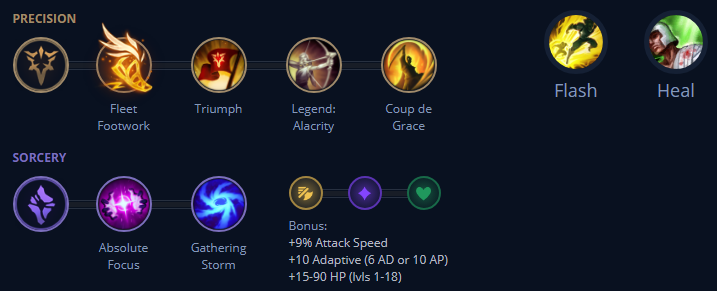 PRECISION
Fleet
Footwork
Triumph
Legend:
Alacrity
Coup de
Grace
Flash
Heal
SORCERY
Absolute
Focus
Gathering
Storm
Bonus:
+9% Attack Speed
+10 Adaptive (6 AD or 10 AP)
+15-90 HP (lvls 1-18)